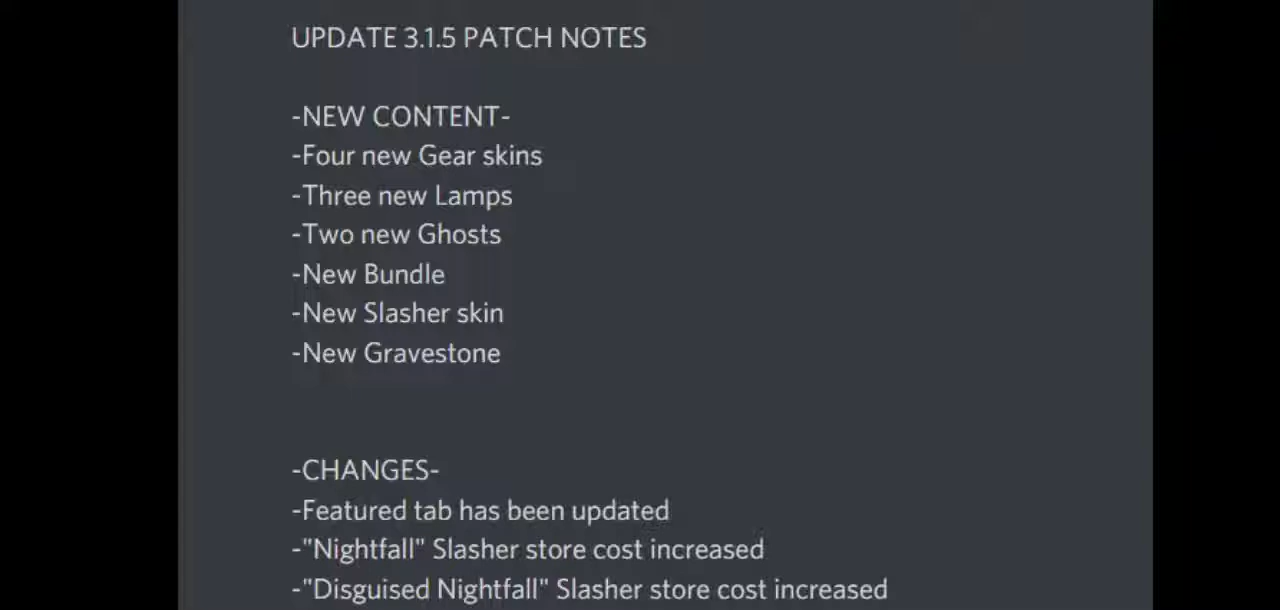 UPDATE 3.1.5 PATCH NOTES
-NEW CONTENT-
-Four new Gear skins
-Three new Lamps
-Two new Ghosts
-New Bundle
-New Slasher skin
-New Gravestone
-CHANGES-
-Featured tab has been updated
-"Nightfall" Slasher store cost increased
-"Disguised Nightfall" Slasher store cost increased